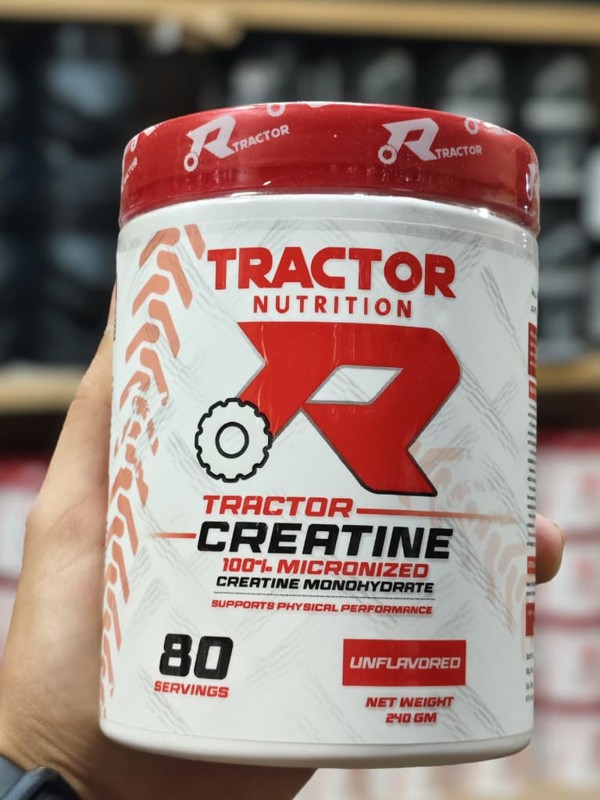 R TRACTOR
R TRACTOR
TRACTOR
NUTRITION
R
TRACTOR
CREATINE
100% MICRONIZED
CREATINE MONOHYDRATE
SUPPORTS PHYSICAL PERFORMANCE
80
SERVINGS
UNFLAVORED
NET WEIGHT
240 GM